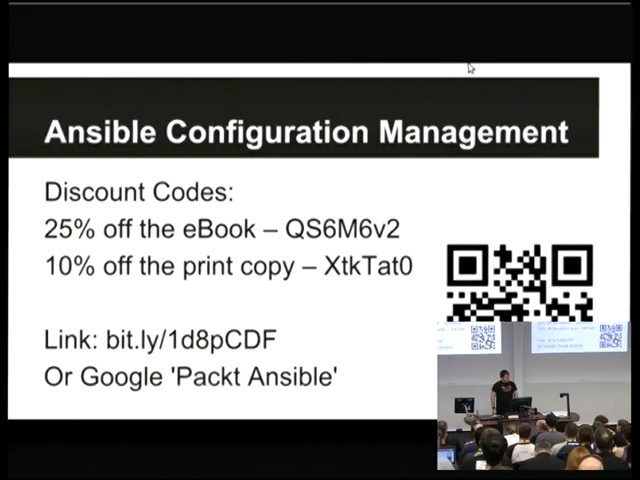 Ansible Configuration Management
Discount Codes:
25% off the eBook – QS6M6v2
10% off the print copy – XtkTat0
Link: bit.ly/1d8pCDF
Or Google 'Packt Ansible'